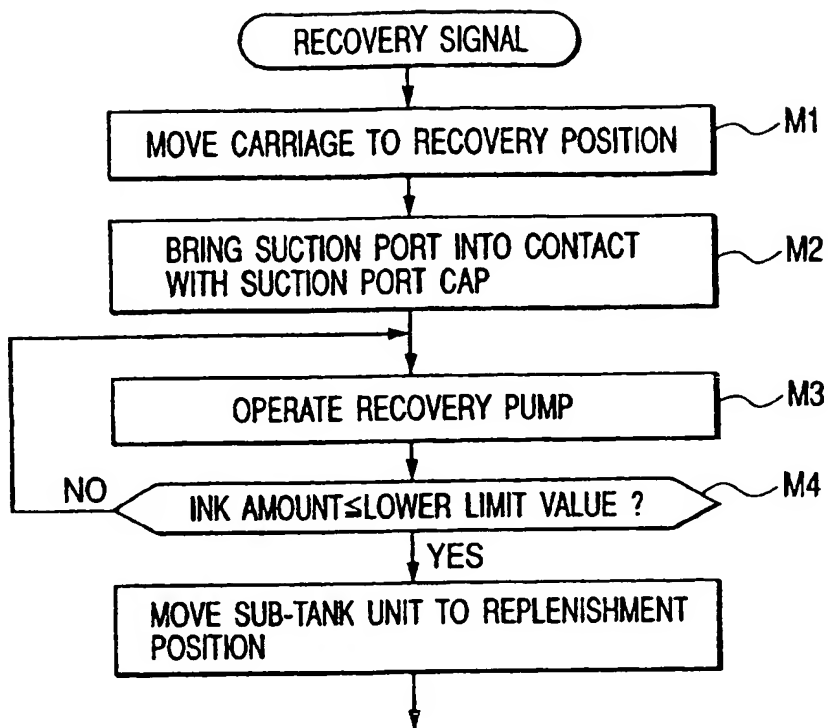 RECOVERY SIGNAL
MOVE CARRIAGE TO RECOVERY POSITION
M1
BRING SUCTION PORT INTO CONTACT
WITH SUCTION PORT CAP
M2
OPERATE RECOVERY PUMP
M3
NO
INK AMOUNT≤LOWER LIMIT VALUE ?
M4
YES
MOVE SUB-TANK UNIT TO REPLENISHMENT
POSITION